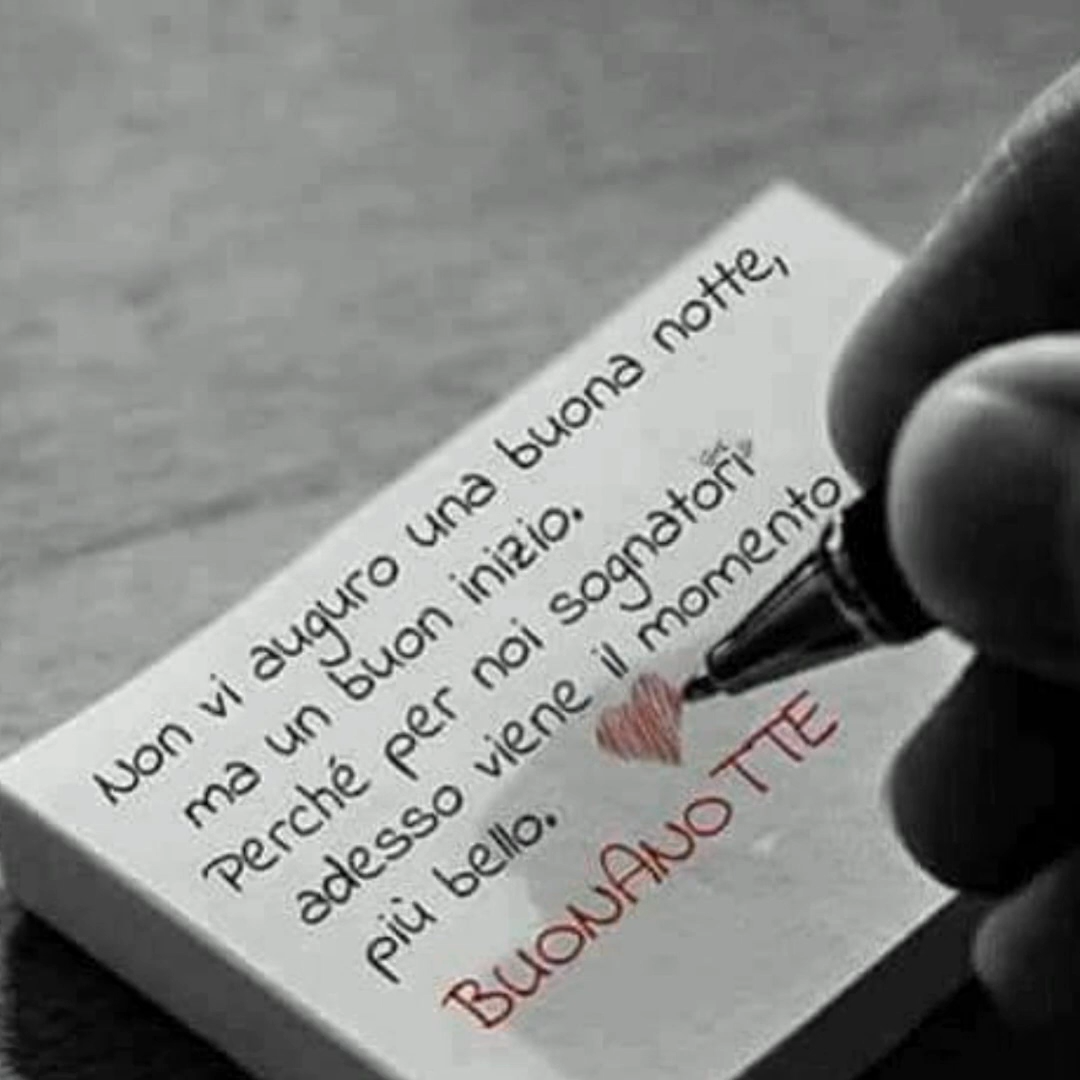 Non vi auguro una buona notte,
ma un buon inizio.
Perché per noi sognatori
adesso viene il momento
più bello.
BUONANOTTE